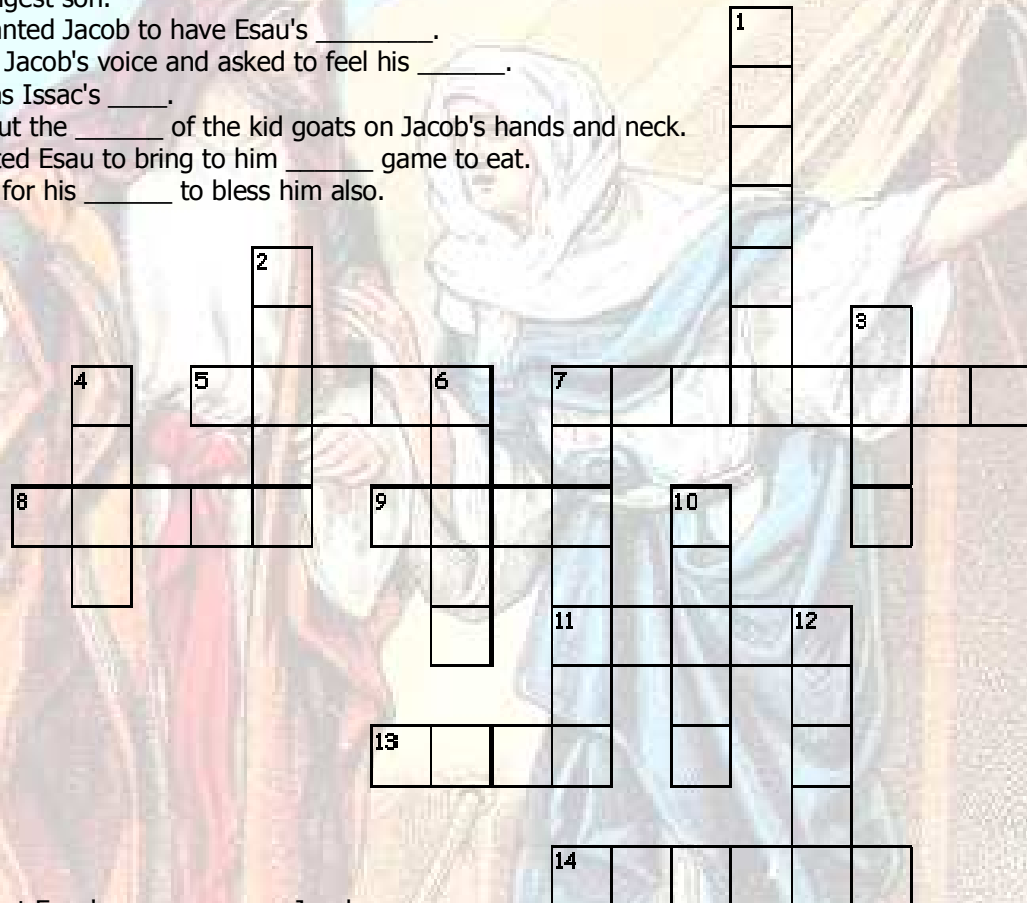 gest son.
nted Jacob to have Esau's ________.
Jacob's voice and asked to feel his ______.
s Issac's ____.
ut the ______ of the kid goats on Jacob's hands and neck.
ted Esau to bring to him ______ game to eat.
for his ______ to bless him also.
1
2
3
4 5 6 7
8 9 10
11 12
13
14